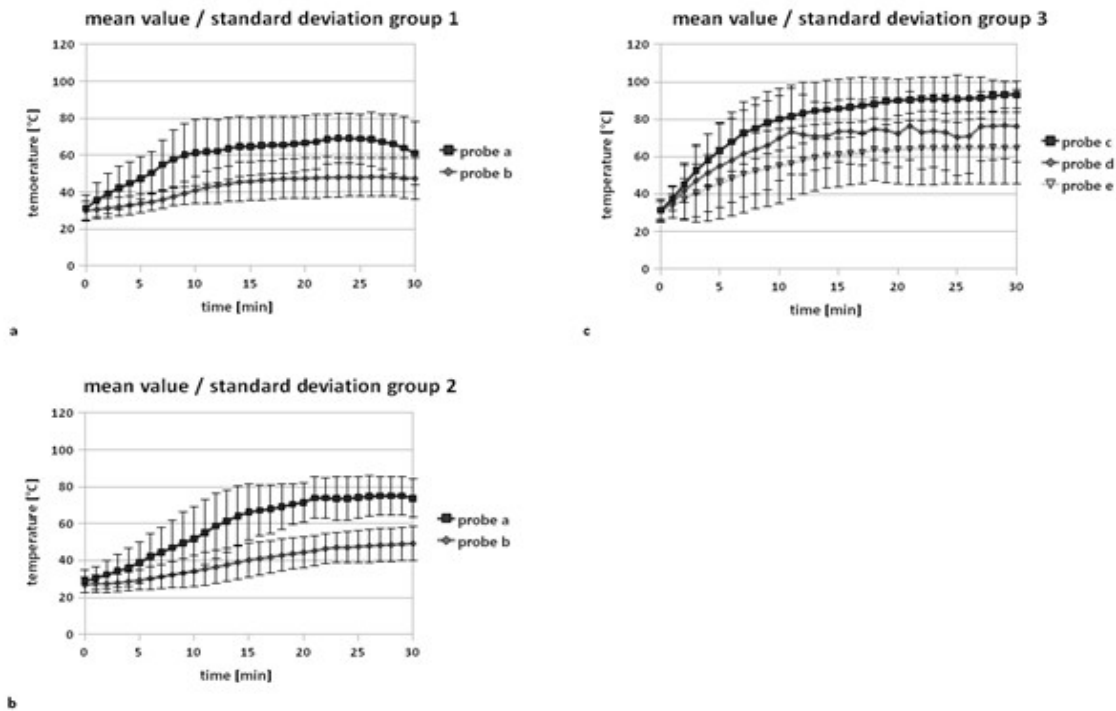 mean value / standard deviation group 1
120
100
80
60
40
20
0
temoerature [°C]
0 5 10 15 20 25 30
time [min]
probe a
probe b
a
mean value / standard deviation group 3
120
100
80
60
40
20
0
temperature [°C]
0 5 10 15 20 25 30
time [min]
probe c
probe d
probe e
c
mean value / standard deviation group 2
120
100
80
60
40
20
0
temperature [°C]
0 5 10 15 20 25 30
time [min]
probe a
probe b
b